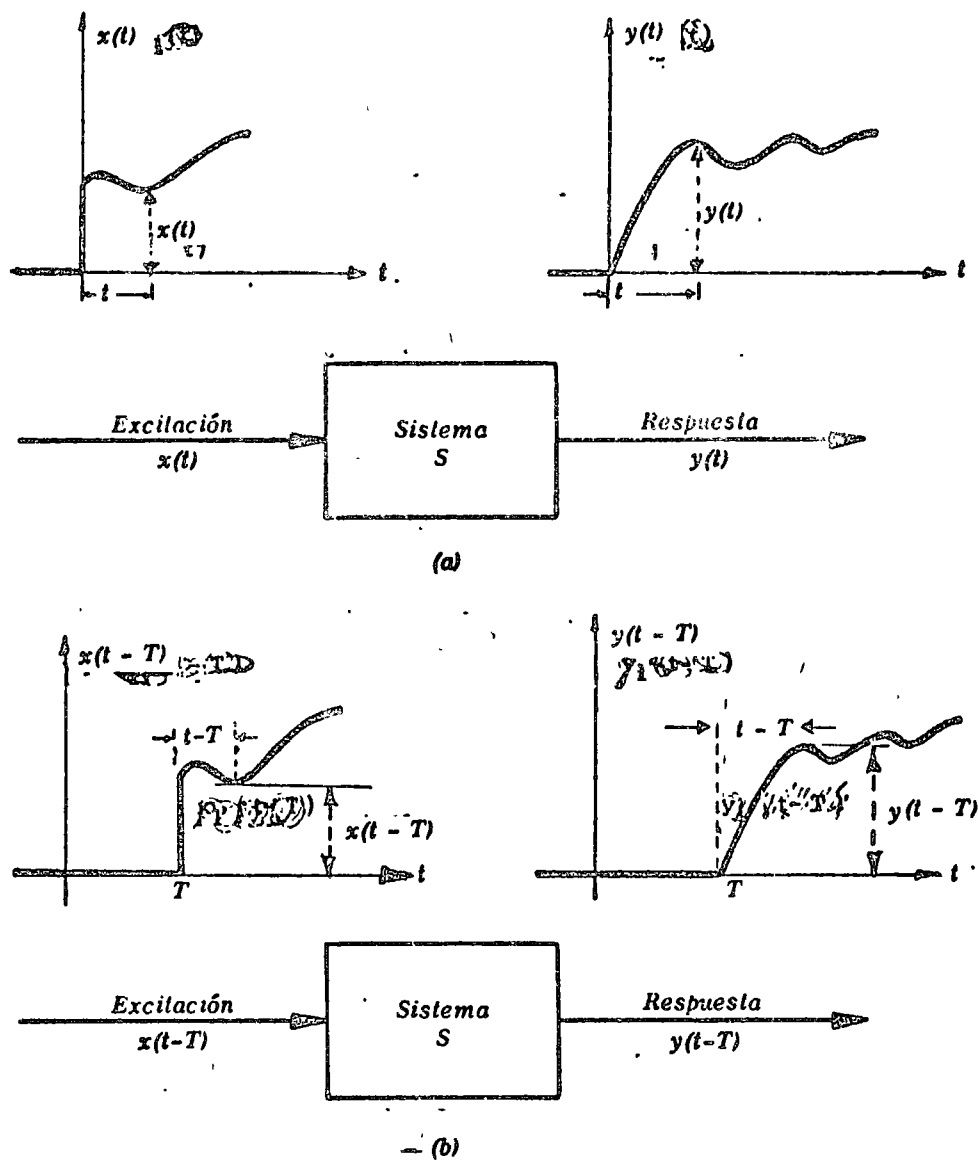 x(t)
y(t)
x(t)
y(t)
t
t
t
t
Excitación
x(t)
Sistema
S
Respuesta
y(t)
(a)
x(t - T)
y(t - T)
t-T
t - T
x(t - T)
y(t - T)
T
t
T
t
Excitación
x(t-T)
Sistema
S
Respuesta
y(t-T)
(b)